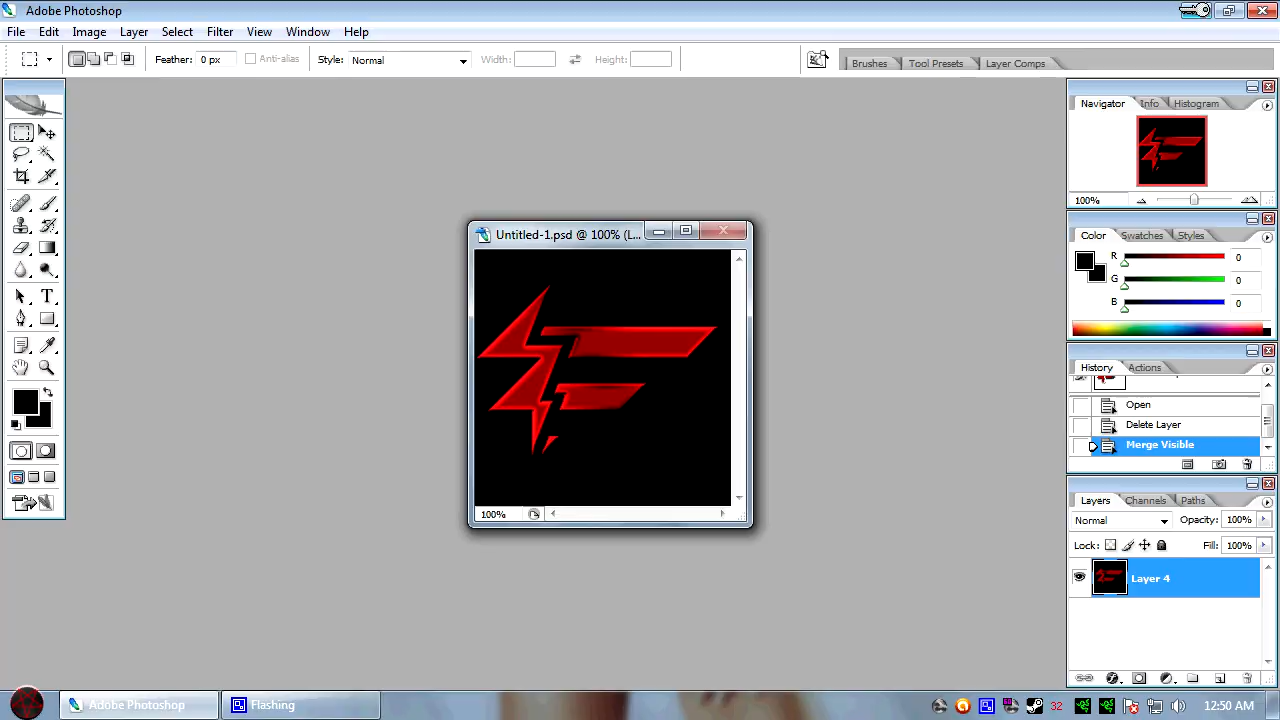 Adobe Photoshop
File Edit Image Layer Select Filter View Window Help
Feather: 0 px Anti-alias Style: Normal Width: Height: Brushes Tool Presets Layer Comps
Navigator Info Histogram
100%
Color Swatches Styles
R 0
G 0
B 0
Untitled-1.psd @ 100% (L...
100%
History Actions
Open
Delete Layer
Merge Visible
Layers Channels Paths
Normal Opacity: 100%
Lock: Fill: 100%
Layer 4
Adobe Photoshop Flashing 32 12:50 AM